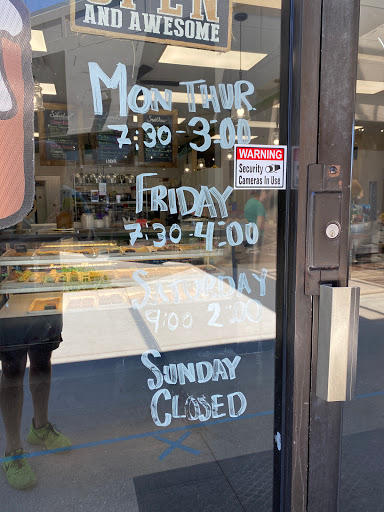 OPEN
AND AWESOME
MON THUR
7:30-3:00
WARNING
Security
Cameras In Use
FRIDAY
7:30-4:00
SATURDAY
9:00 2:00
SUNDAY
CLOSED